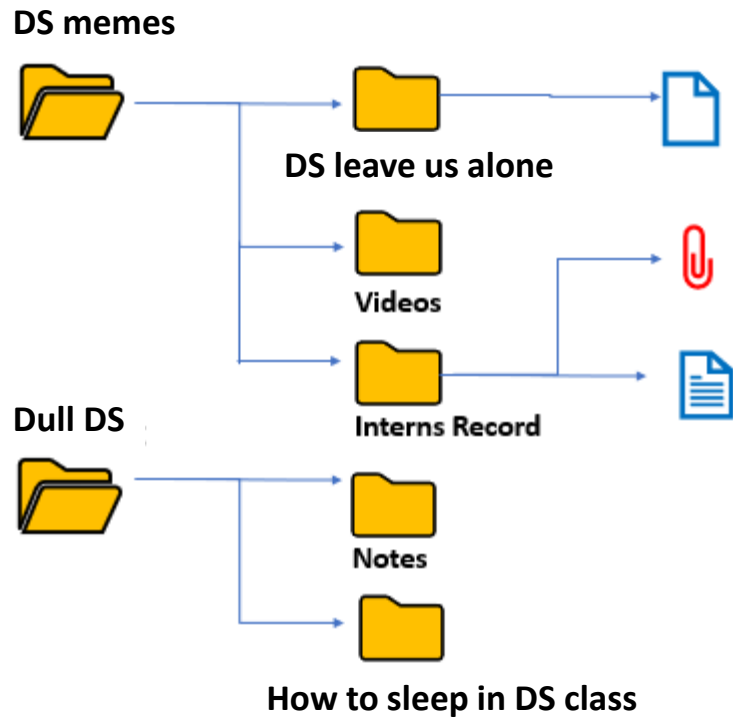 DS memes
DS leave us alone
Videos
Interns Record
Dull DS
Notes
How to sleep in DS class